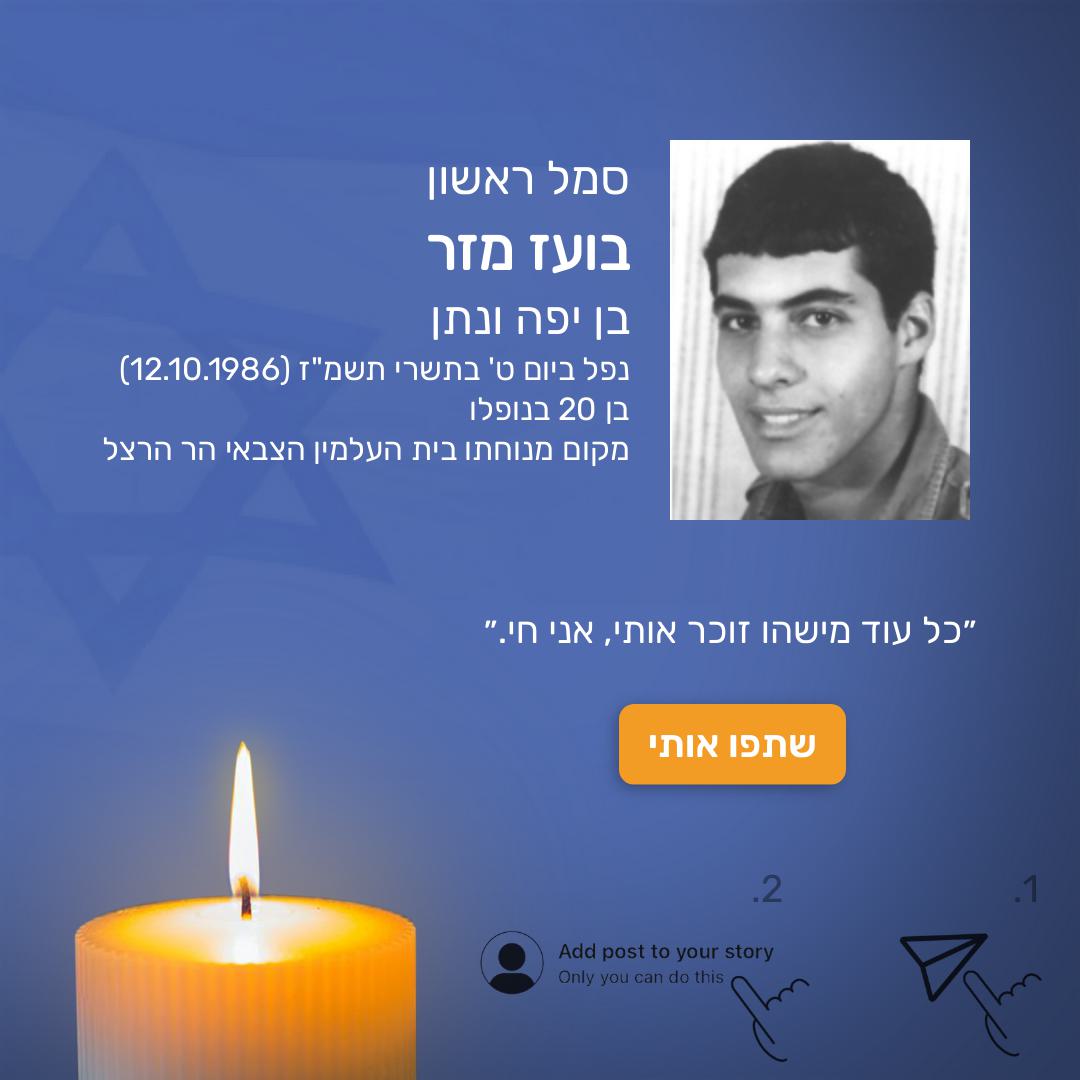 סמל ראשון
בועז מזר
בן יפה ונתן
נפל ביום ט' בתשרי תשמ"ז (12.10.1986)
בן 20 בנופלו
מקום מנוחתו בית העלמין הצבאי הר הרצל
״כל עוד מישהו זוכר אותי, אני חי.״
שתפו אותי
1.
2.
Add post to your story
Only you can do this